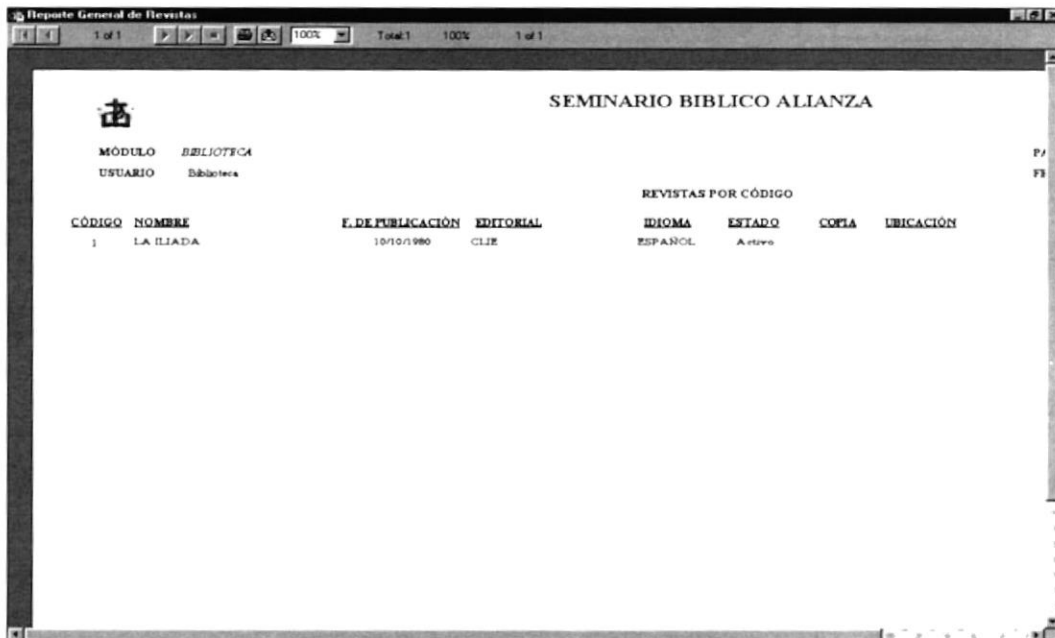 Reporte General de Revistas
1 of 1 100% Total:1 100% 1 of 1
SEMINARIO BIBLICO ALIANZA
MÓDULO BIBLIOTECA
USUARIO Biblioteca
REVISTAS POR CÓDIGO
CÓDIGO NOMBRE F. DE PUBLICACIÓN EDITORIAL IDIOMA ESTADO COPIA UBICACIÓN
1 LA ILIADA 10/10/1980 CLIE ESPAÑOL Activo